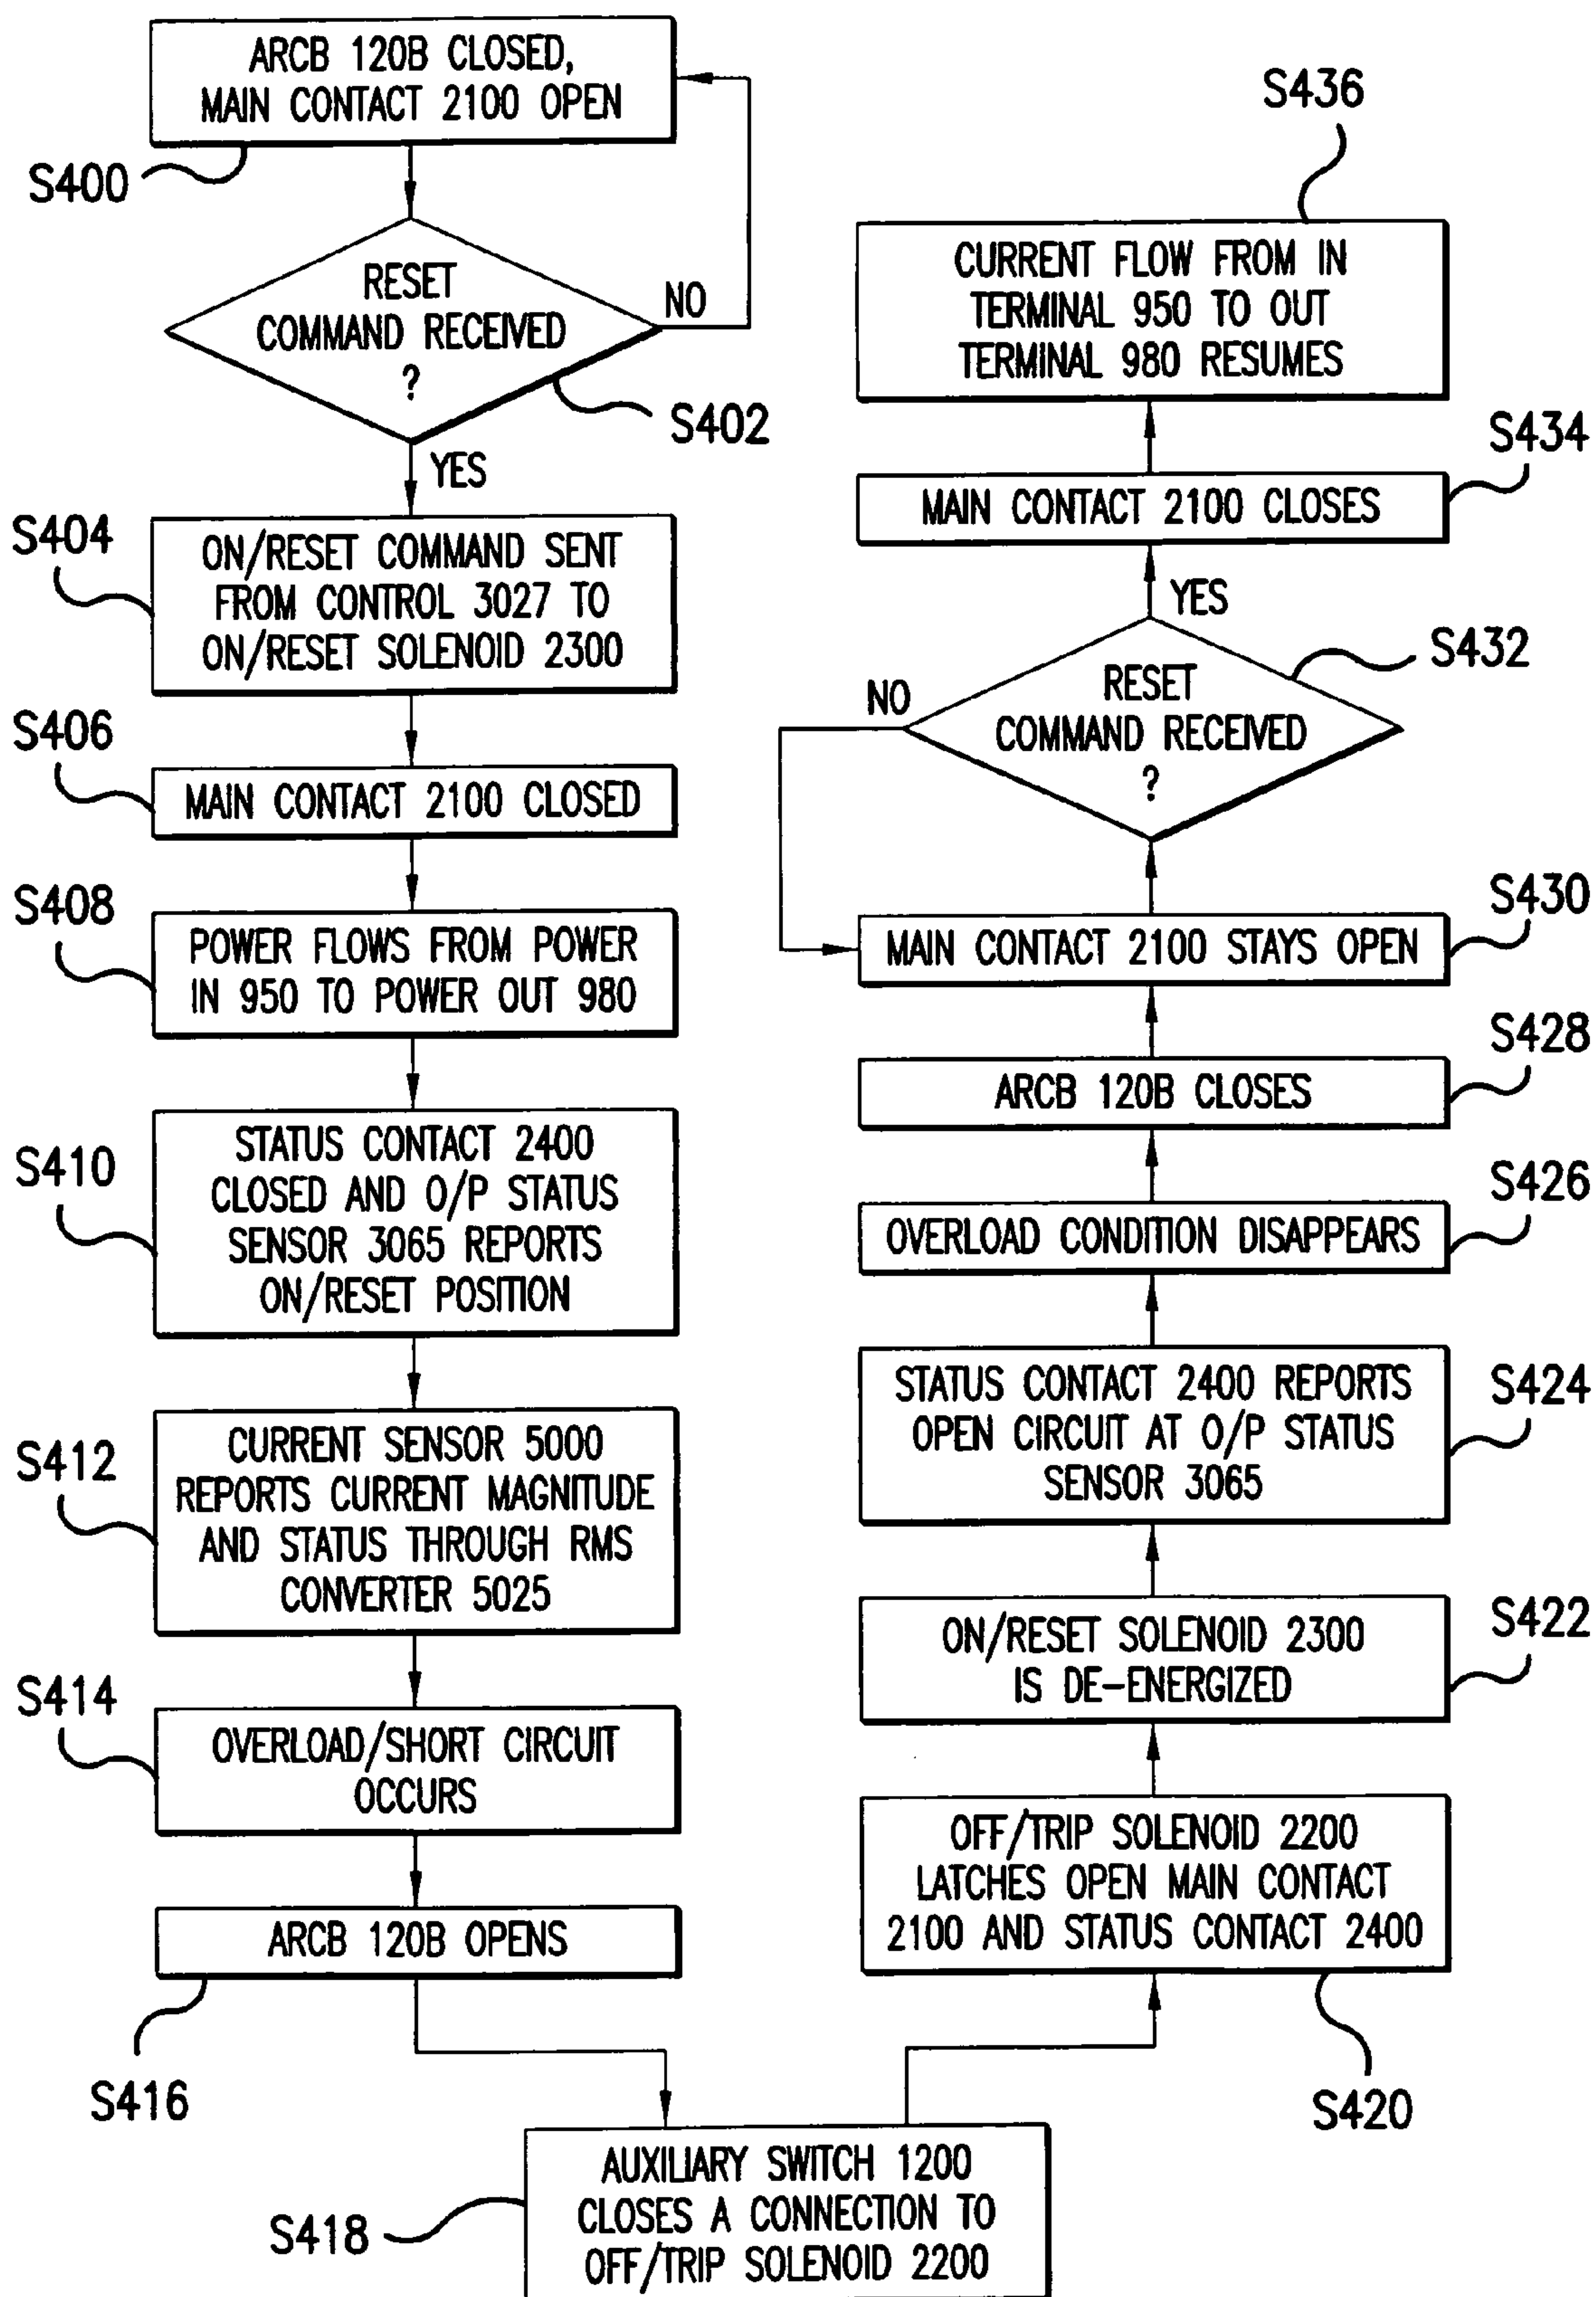 ARCB 120B CLOSED,
MAIN CONTACT 2100 OPEN
S400
RESET
COMMAND RECEIVED
?
NO
S402
YES
S404
ON/RESET COMMAND SENT
FROM CONTROL 3027 TO
ON/RESET SOLENOID 2300
S406
MAIN CONTACT 2100 CLOSED
S408
POWER FLOWS FROM POWER
IN 950 TO POWER OUT 980
S410
STATUS CONTACT 2400
CLOSED AND O/P STATUS
SENSOR 3065 REPORTS
ON/RESET POSITION
S412
CURRENT SENSOR 5000
REPORTS CURRENT MAGNITUDE
AND STATUS THROUGH RMS
CONVERTER 5025
S414
OVERLOAD/SHORT CIRCUIT
OCCURS
ARCB 120B OPENS
S416
AUXILIARY SWITCH 1200
CLOSES A CONNECTION TO
OFF/TRIP SOLENOID 2200
S418
OFF/TRIP SOLENOID 2200
LATCHES OPEN MAIN CONTACT
2100 AND STATUS CONTACT 2400
S420
ON/RESET SOLENOID 2300
IS DE-ENERGIZED
S422
STATUS CONTACT 2400 REPORTS
OPEN CIRCUIT AT O/P STATUS
SENSOR 3065
S424
OVERLOAD CONDITION DISAPPEARS
S426
ARCB 120B CLOSES
S428
MAIN CONTACT 2100 STAYS OPEN
S430
RESET
COMMAND RECEIVED
?
NO
S432
YES
MAIN CONTACT 2100 CLOSES
S434
CURRENT FLOW FROM IN
TERMINAL 950 TO OUT
TERMINAL 980 RESUMES
S436